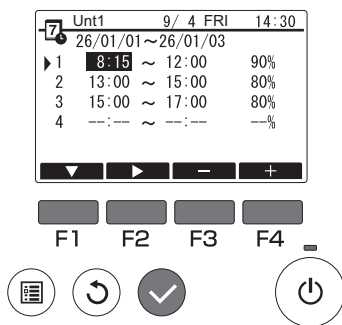 7 Unt1 9/ 4 FRI 14:30
26/01/01～26/01/03
1 8:15 ～ 12:00 90%
2 13:00 ～ 15:00 80%
3 15:00 ～ 17:00 80%
4 --:-- ～ --:-- --%
▼ ▶ － ＋
F1 F2 F3 F4